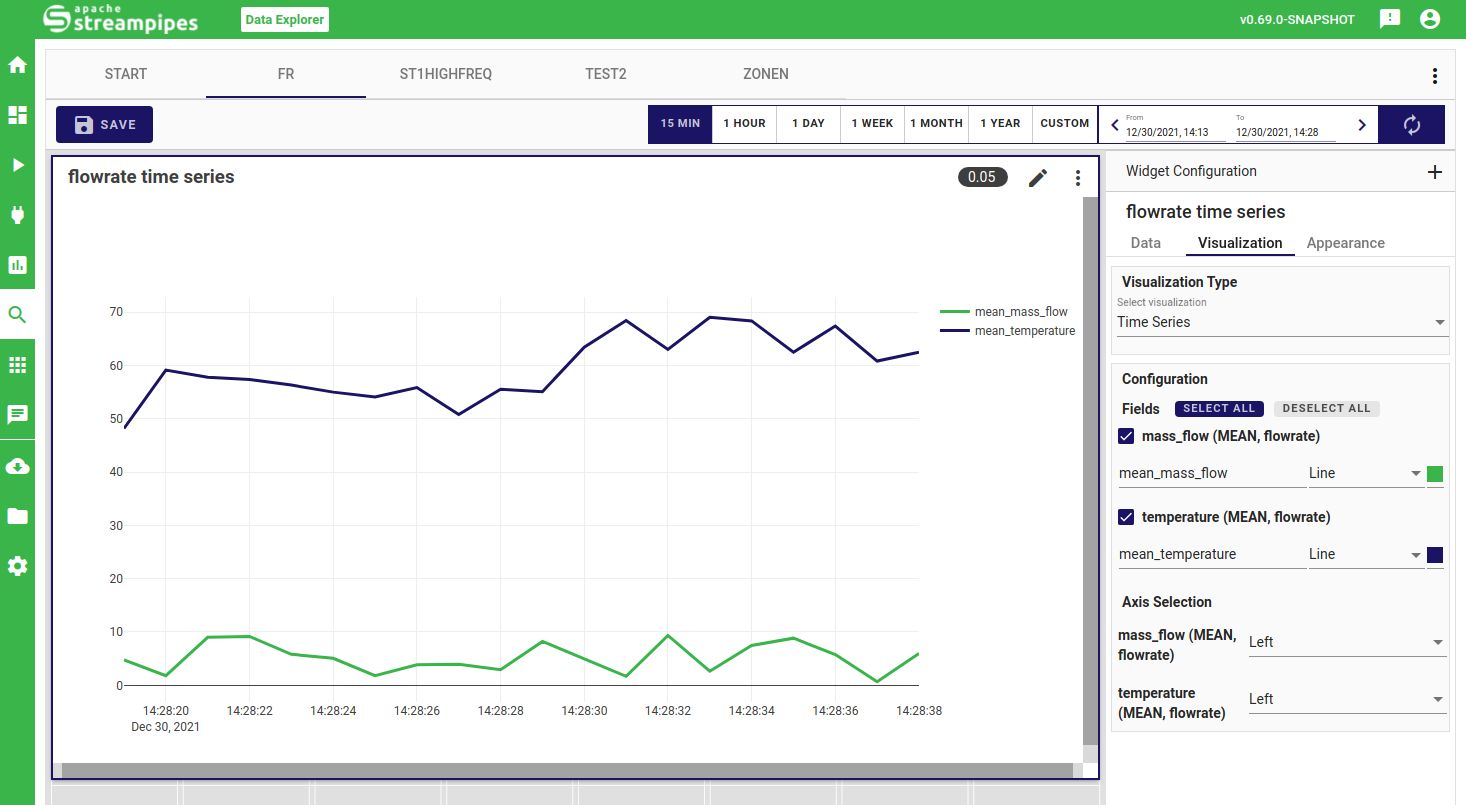 apache
streampipes
Data Explorer
v0.69.0-SNAPSHOT
START
FR
ST1HIGHFREQ
TEST2
ZONEN
SAVE
15 MIN
1 HOUR
1 DAY
1 WEEK
1 MONTH
1 YEAR
CUSTOM
From
12/30/2021, 14:13
To
12/30/2021, 14:28
flowrate time series
0.05
70
60
50
40
30
20
10
0
14:28:20
14:28:22
14:28:24
14:28:26
14:28:28
14:28:30
14:28:32
14:28:34
14:28:36
14:28:38
Dec 30, 2021
mean_mass_flow
mean_temperature
Widget Configuration
flowrate time series
Data
Visualization
Appearance
Visualization Type
Select visualization
Time Series
Configuration
Fields
SELECT ALL
DESELECT ALL
mass_flow (MEAN, flowrate)
mean_mass_flow
Line
temperature (MEAN, flowrate)
mean_temperature
Line
Axis Selection
mass_flow (MEAN,
flowrate)
Left
temperature
(MEAN, flowrate)
Left